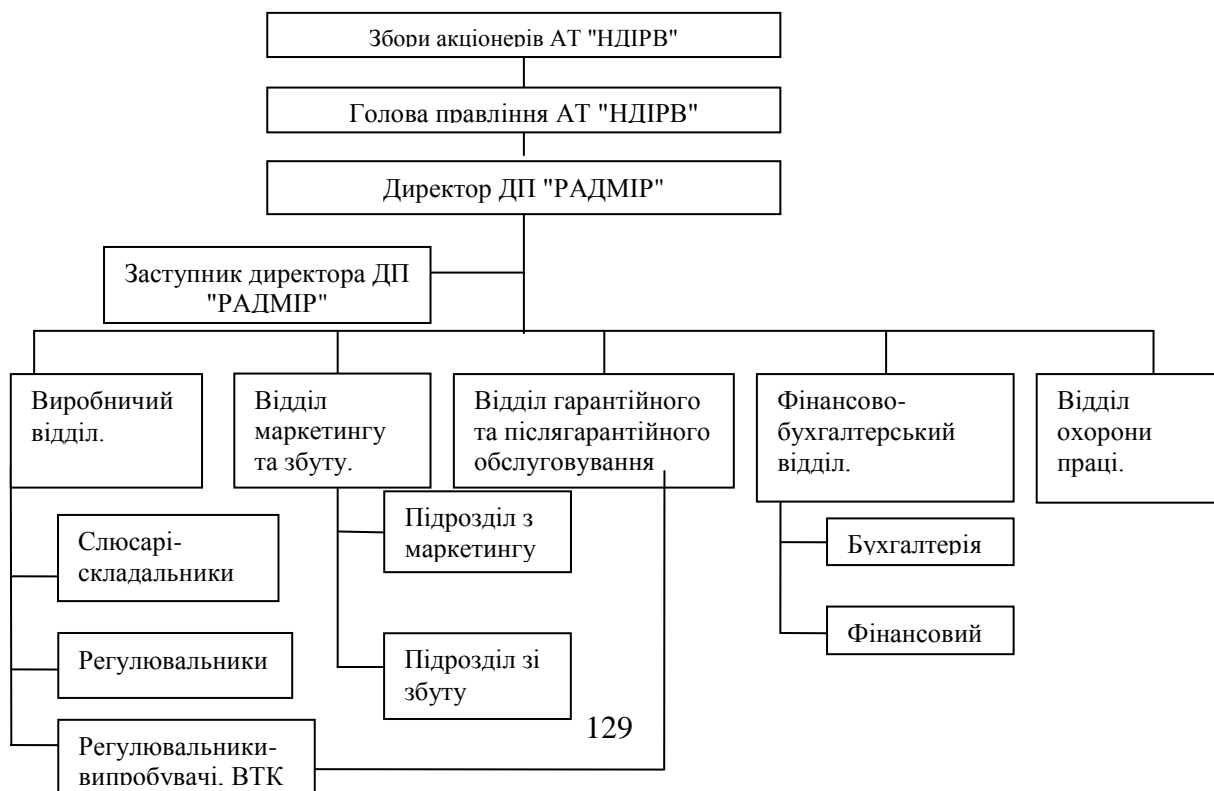 Збори акціонерів АТ "НДІРВ"
Голова правління АТ "НДІРВ"
Директор ДП "РАДМІР"
Заступник директора ДП
"РАДМІР"
Виробничий
відділ.
Відділ
маркетингу
та збуту.
Відділ гарантійного
та післягарантійного
обслуговування
Фінансово-
бухгалтерський
відділ.
Відділ
охорони
праці.
Слюсарі-
складальники
Регулювальники
Регулювальники-
випробувачі, ВТК
Підрозділ з
маркетингу
Підрозділ зі
збуту
Бухгалтерія
Фінансовий
129